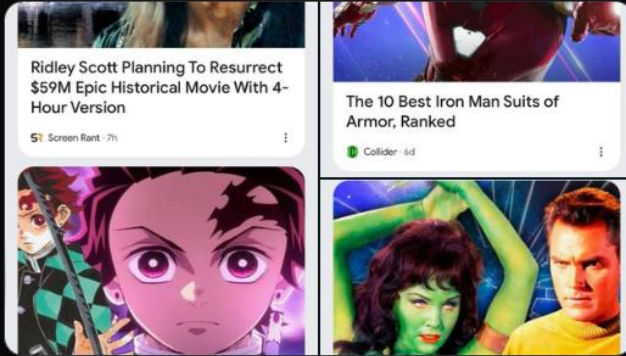 Ridley Scott Planning To Resurrect
$59M Epic Historical Movie With 4-
Hour Version
SR Screen Rant · 7h
The 10 Best Iron Man Suits of
Armor, Ranked
Collider · 6d